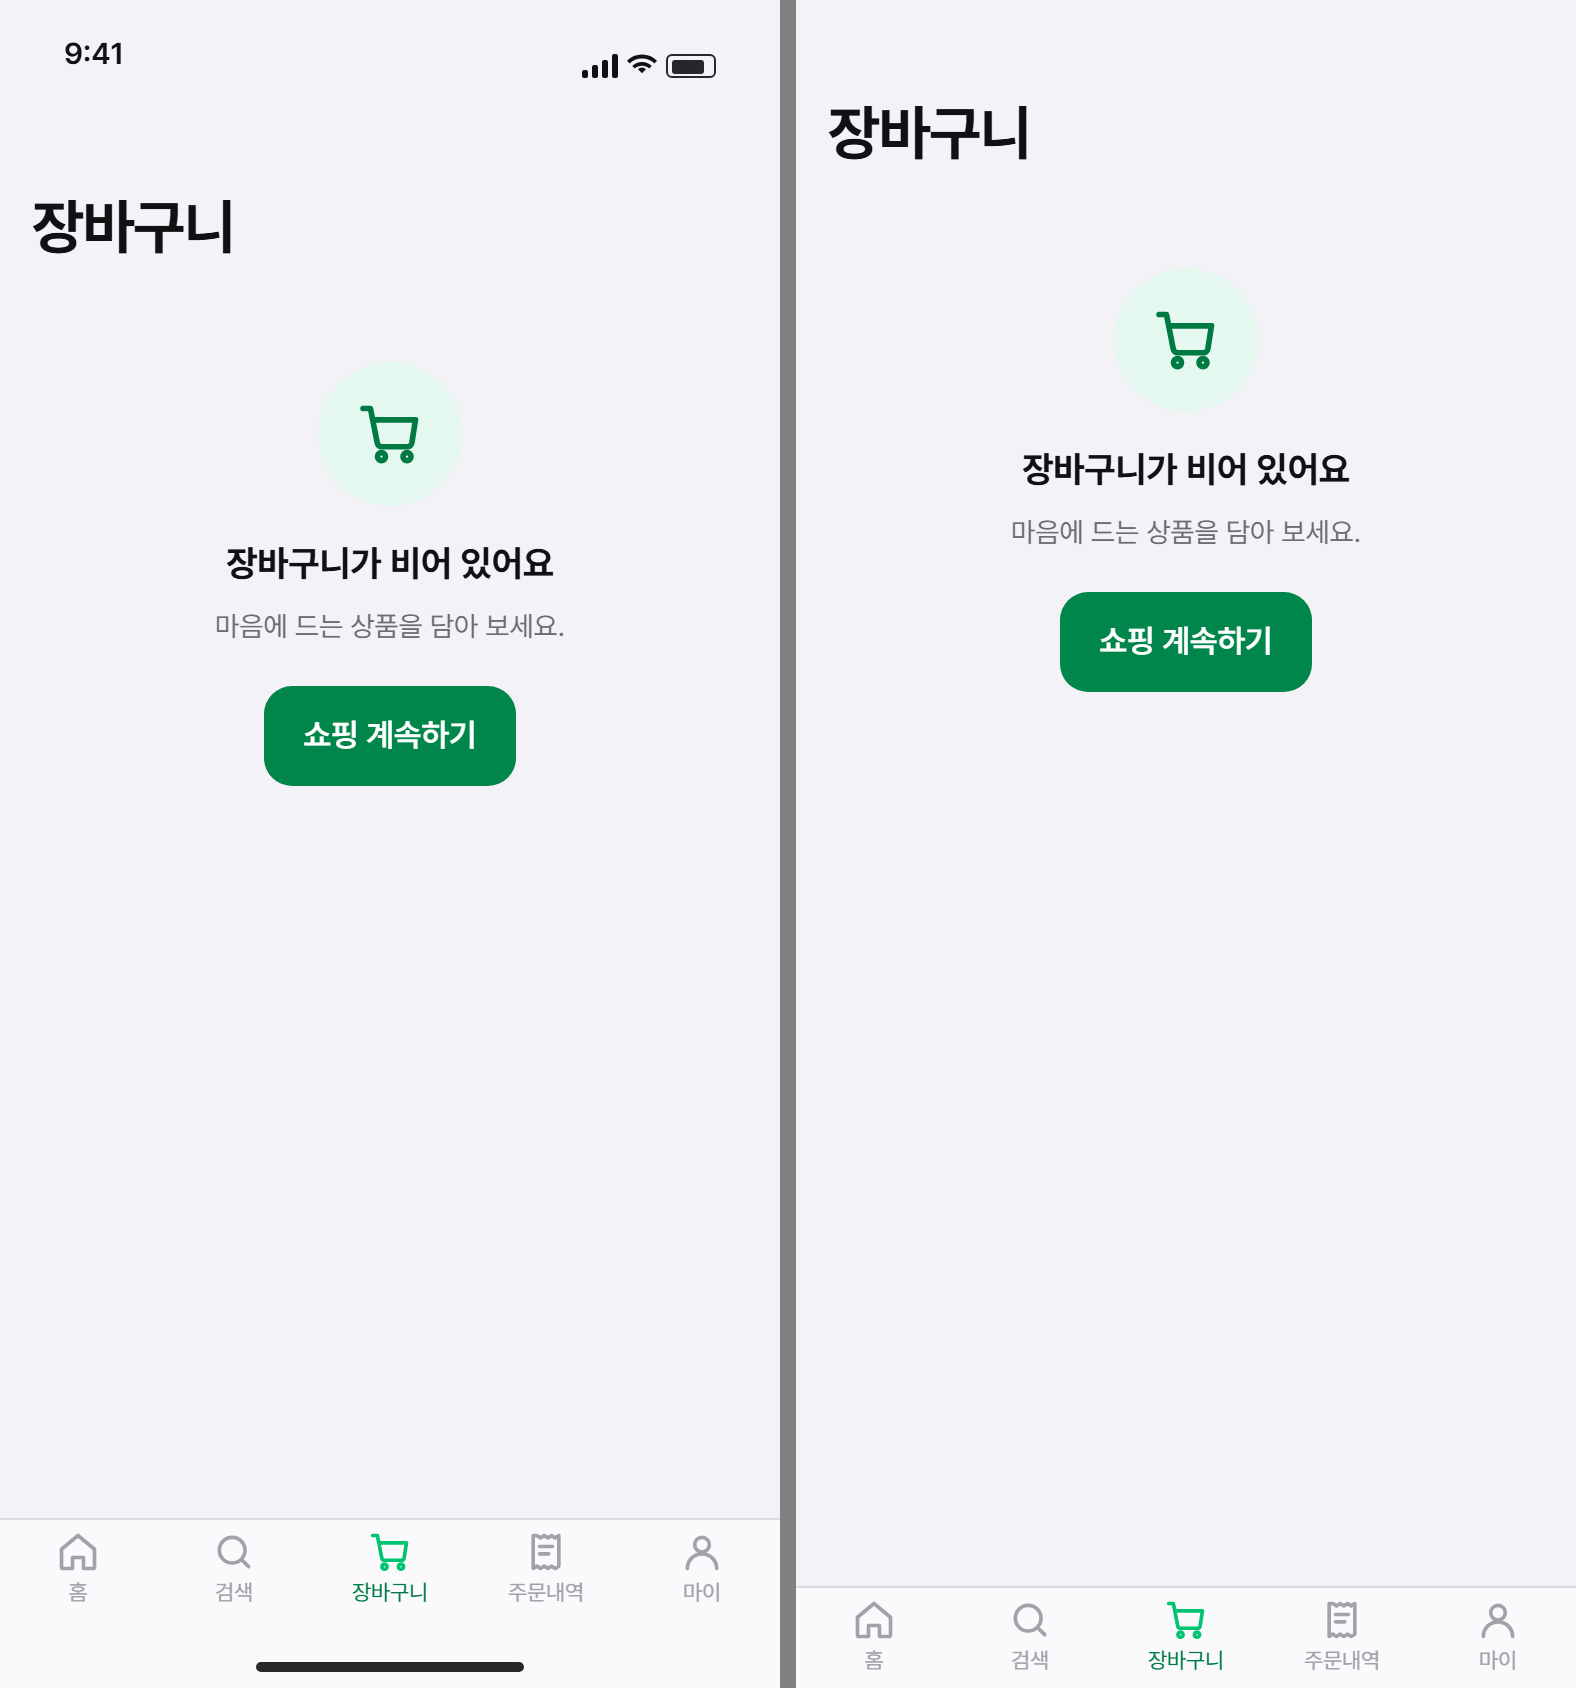 9:41
장바구니
장바구니가 비어 있어요
마음에 드는 상품을 담아 보세요.
쇼핑 계속하기
홈 검색 장바구니 주문내역 마이
장바구니
장바구니가 비어 있어요
마음에 드는 상품을 담아 보세요.
쇼핑 계속하기
홈 검색 장바구니 주문내역 마이